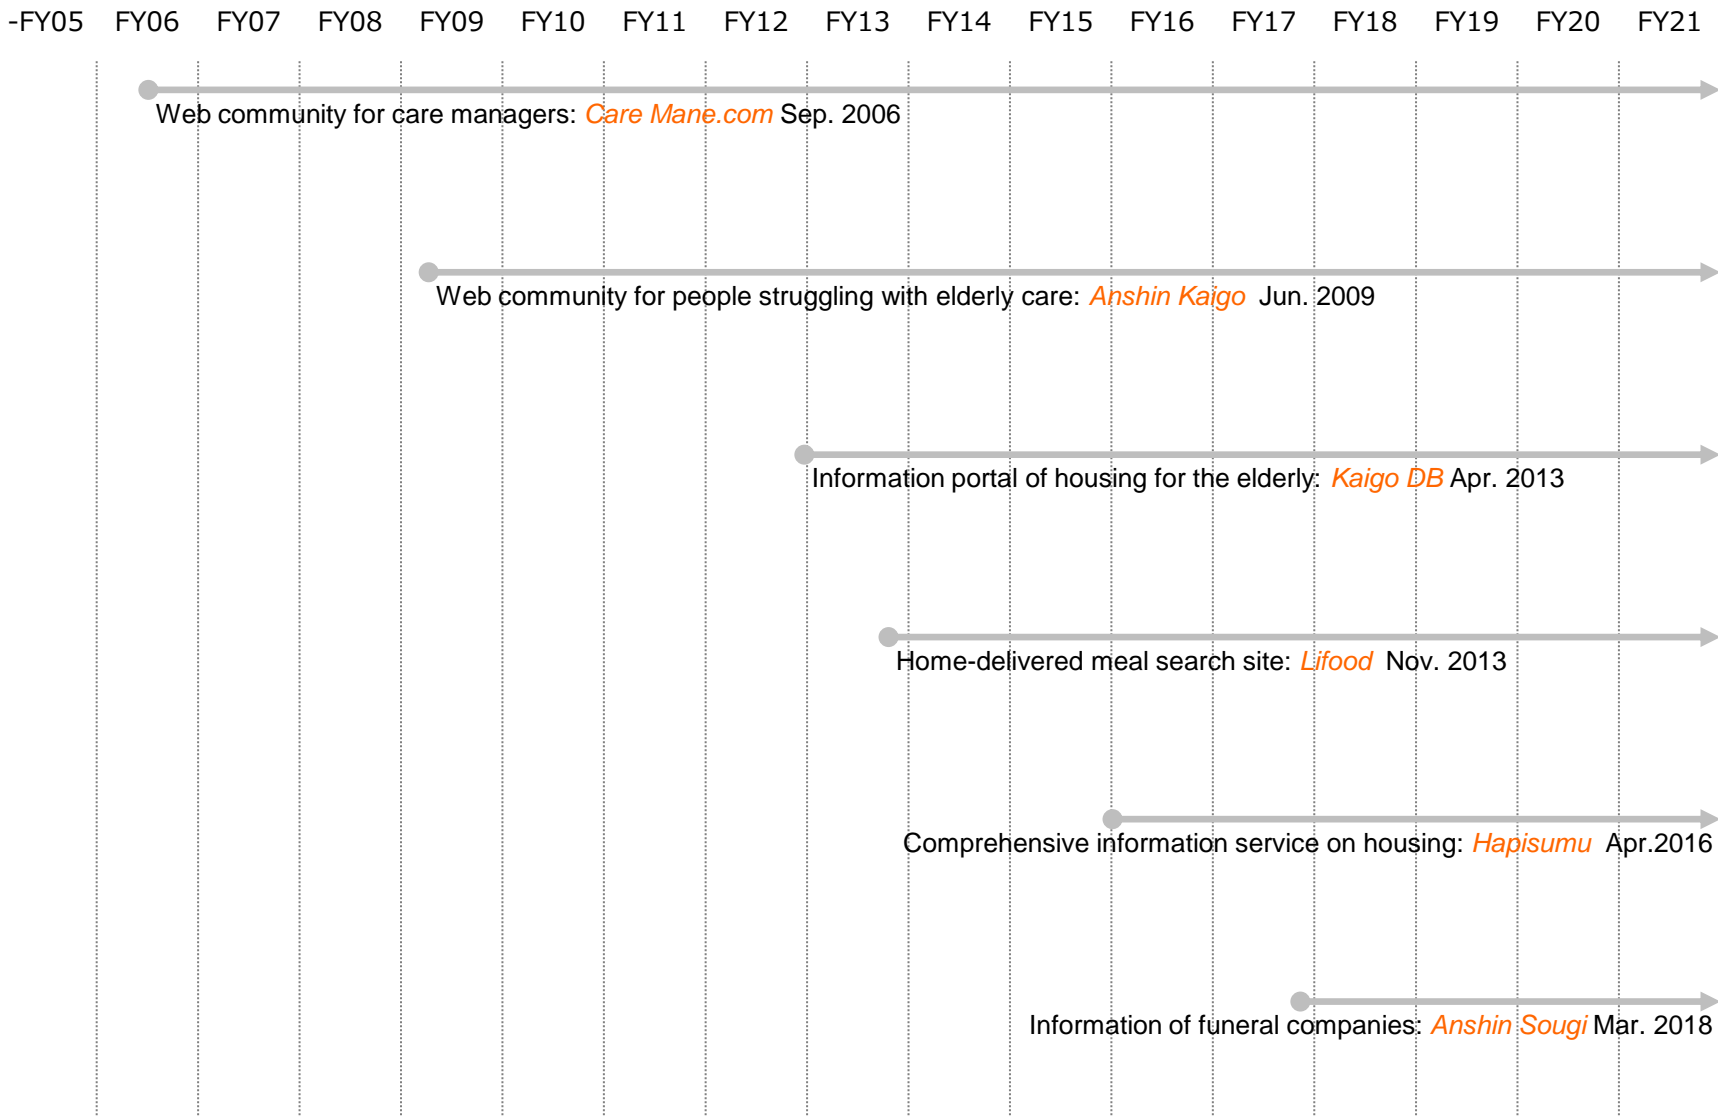 -FY05 FY06 FY07 FY08 FY09 FY10 FY11 FY12 FY13 FY14 FY15 FY16 FY17 FY18 FY19 FY20 FY21
Web community for care managers: Care Mane.com Sep. 2006
Web community for people struggling with elderly care: Anshin Kaigo Jun. 2009
Information portal of housing for the elderly: Kaigo DB Apr. 2013
Home-delivered meal search site: Lifood Nov. 2013
Comprehensive information service on housing: Hapisumu Apr.2016
Information of funeral companies: Anshin Sougi Mar. 2018